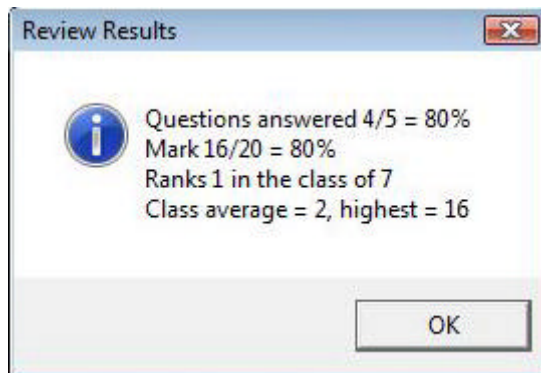 Review Results
Questions answered 4/5 = 80%
Mark 16/20 = 80%
Ranks 1 in the class of 7
Class average = 2, highest = 16
OK